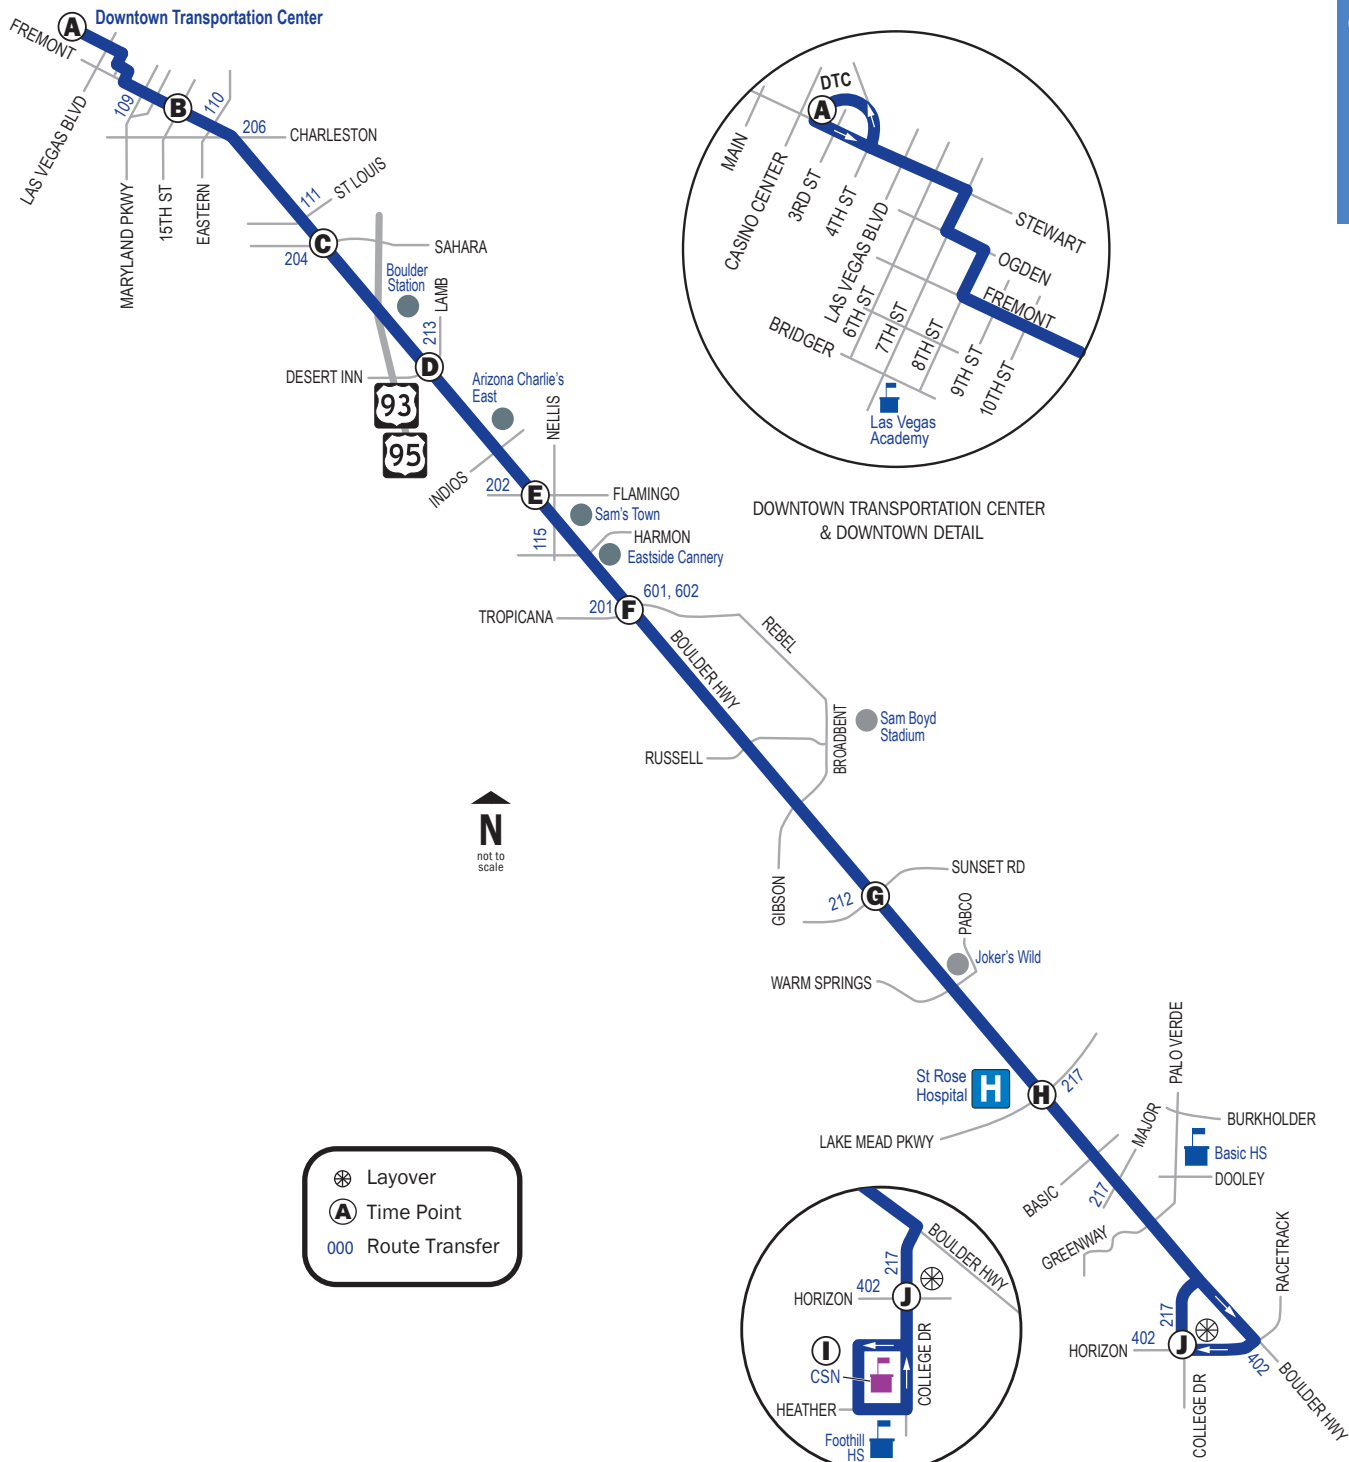 A
Downtown Transportation Center
FREMONT
LAS VEGAS BLVD
109
B
110
206
CHARLESTON
MARYLAND PKWY
15TH ST
EASTERN
111
ST LOUIS
C
204
SAHARA
Boulder
Station
LAMB
213
D
DESERT INN
93
95
Arizona Charlie's
East
NELLIS
INDIOS
202
E
FLAMINGO
Sam's Town
115
HARMON
Eastside Cannery
601, 602
TROPICANA
201
F
BOULDER HWY
REBEL
BROADBENT
Sam Boyd
Stadium
RUSSELL
GIBSON
N
not to
scale
212
G
SUNSET RD
PABCO
Joker's Wild
WARM SPRINGS
St Rose
Hospital
H
H
217
LAKE MEAD PKWY
PALO VERDE
MAJOR
BURKHOLDER
Basic HS
DOOLEY
BASIC
217
GREENWAY
RACETRACK
217
HORIZON
402
J
402
BOULDER HWY
COLLEGE DR
DTC
A
MAIN
CASINO CENTER
3RD ST
4TH ST
LAS VEGAS BLVD
6TH ST
7TH ST
8TH ST
9TH ST
10TH ST
STEWART
OGDEN
FREMONT
BRIDGER
Las Vegas
Academy
DOWNTOWN TRANSPORTATION CENTER
& DOWNTOWN DETAIL
Layover
A Time Point
000 Route Transfer
BOULDER HWY
217
402
HORIZON
J
I
CSN
COLLEGE DR
HEATHER
Foothill
HS